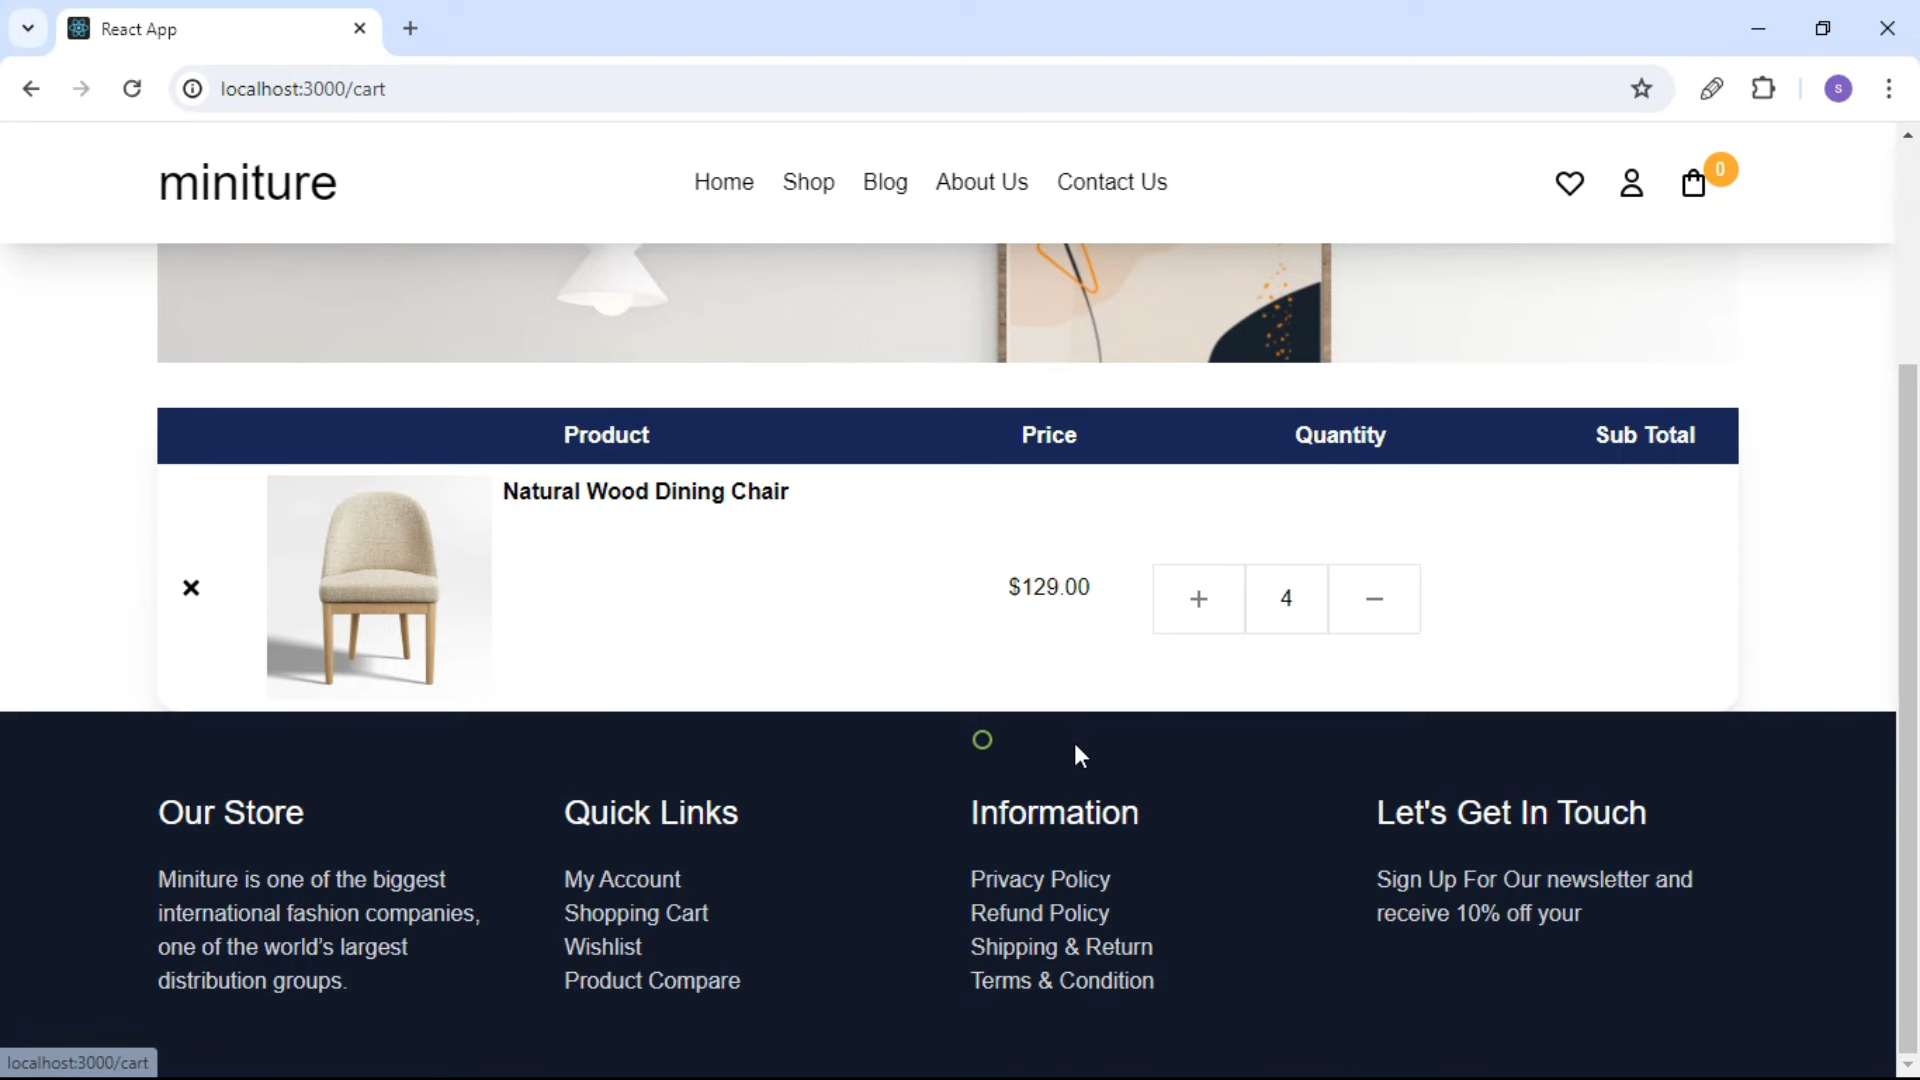 React App
localhost:3000/cart
S
miniture
Home Shop Blog About Us Contact Us
0
Product Price Quantity Sub Total
Natural Wood Dining Chair
$129.00
+ 4 −
Our Store
Miniture is one of the biggest
international fashion companies,
one of the world's largest
distribution groups.
Quick Links
My Account
Shopping Cart
Wishlist
Product Compare
Information
Privacy Policy
Refund Policy
Shipping & Return
Terms & Condition
Let's Get In Touch
Sign Up For Our newsletter and
receive 10% off your
localhost:3000/cart